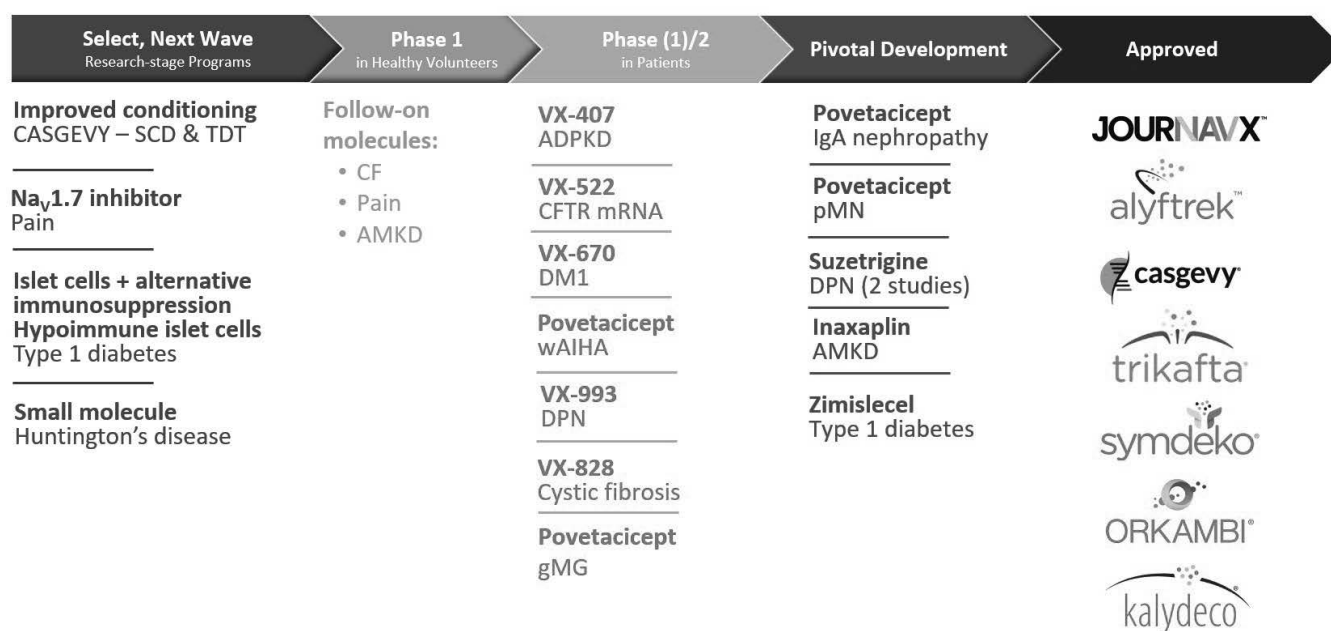 Select, Next Wave
Research-stage Programs
Phase 1
in Healthy Volunteers
Phase (1)/2
in Patients
Pivotal Development
Approved
Improved conditioning
CASGEVY – SCD & TDT
NaV1.7 inhibitor
Pain
Islet cells + alternative
immunosuppression
Hypoimmune islet cells
Type 1 diabetes
Small molecule
Huntington's disease
Follow-on
molecules:
• CF
• Pain
• AMKD
VX-407
ADPKD
VX-522
CFTR mRNA
VX-670
DM1
Povetacicept
wAIHA
VX-993
DPN
VX-828
Cystic fibrosis
Povetacicept
gMG
Povetacicept
IgA nephropathy
Povetacicept
pMN
Suzetrigine
DPN (2 studies)
Inaxaplin
AMKD
Zimislecel
Type 1 diabetes
JOURNAVX™
alyftrek™
casgevy®
trikafta®
symdeko®
ORKAMBI®
kalydeco®